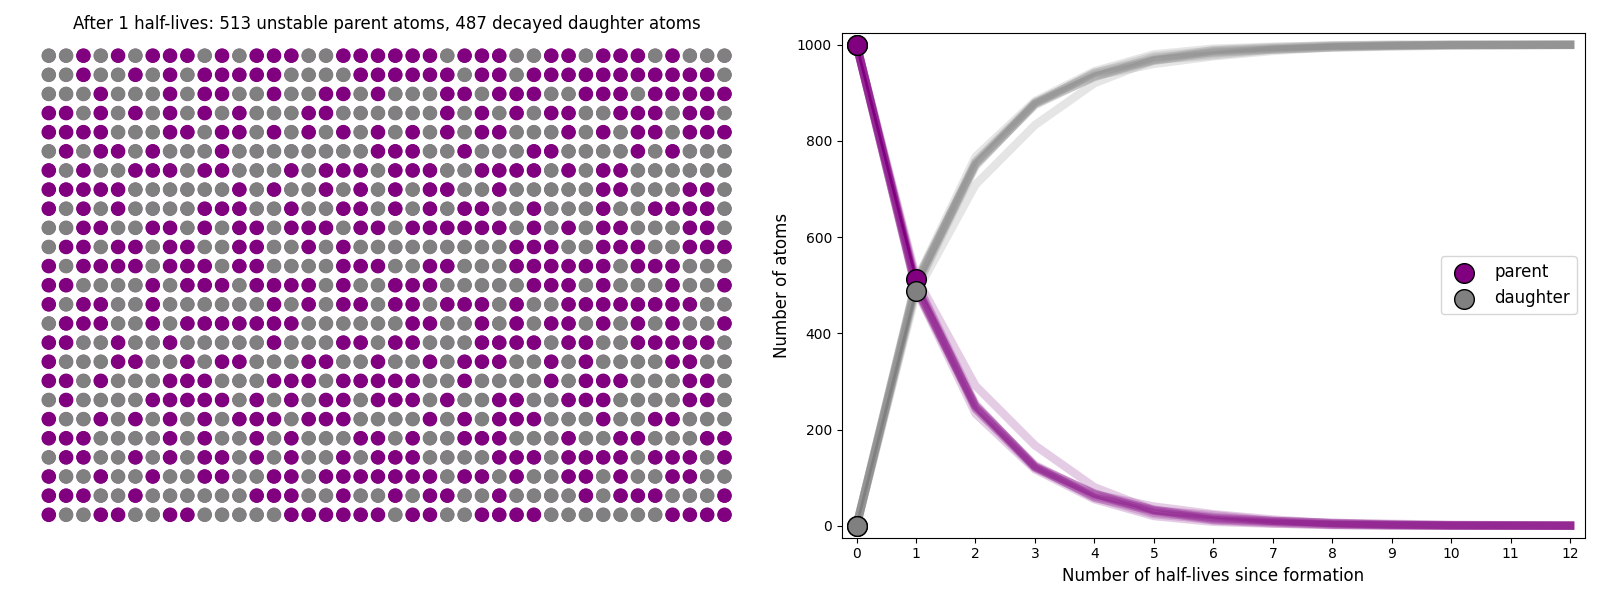 After 1 half-lives: 513 unstable parent atoms, 487 decayed daughter atoms
Number of atoms
1000
800
600
400
200
0
parent
daughter
0 1 2 3 4 5 6 7 8 9 10 11 12
Number of half-lives since formation